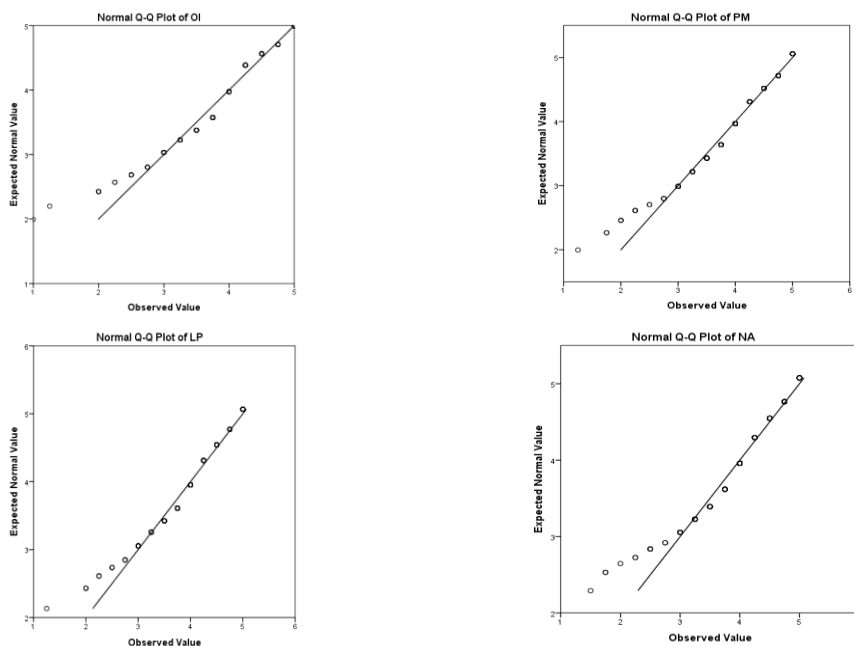 Normal Q-Q Plot of OI
5
4
3
2
1
Expected Normal Value
1 2 3 4 5
Observed Value
Normal Q-Q Plot of PM
5
4
3
2
Expected Normal Value
1 2 3 4 5 6
Observed Value
Normal Q-Q Plot of LP
6
5
4
3
2
Expected Normal Value
1 2 3 4 5 6
Observed Value
Normal Q-Q Plot of NA
5
4
3
2
Expected Normal Value
1 2 3 4 5
Observed Value